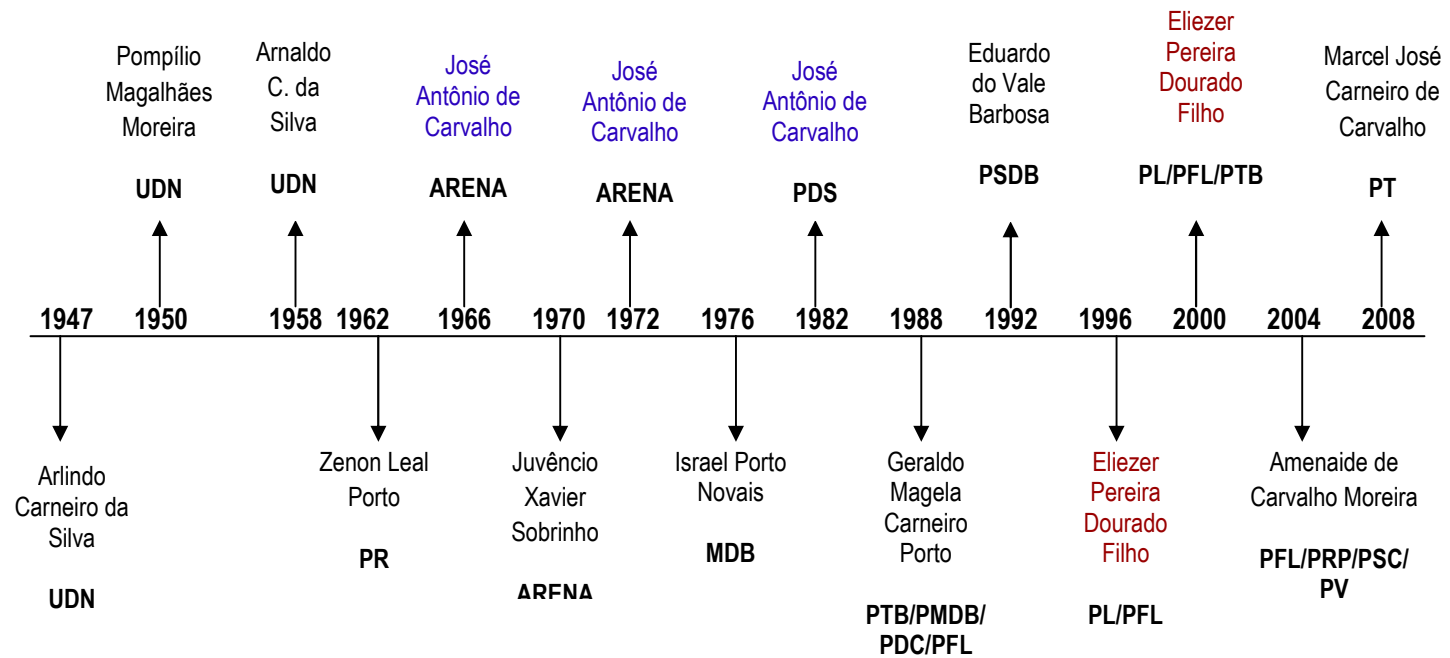 Pompílio
Magalhães
Moreira
UDN
Arnaldo
C. da
Silva
UDN
José
Antônio de
Carvalho
ARENA
José
Antônio de
Carvalho
ARENA
José
Antônio de
Carvalho
PDS
Eduardo
do Vale
Barbosa
PSDB
Eliezer
Pereira
Dourado
Filho
PL/PFL/PTB
Marcel José
Carneiro de
Carvalho
PT
1947 1950 1958 1962 1966 1970 1972 1976 1982 1988 1992 1996 2000 2004 2008
Arlindo
Carneiro da
Silva
UDN
Zenon Leal
Porto
PR
Juvêncio
Xavier
Sobrinho
ARENA
Israel Porto
Novais
MDB
Geraldo
Magela
Carneiro
Porto
PTB/PMDB/
PDC/PFL
Eliezer
Pereira
Dourado
Filho
PL/PFL
Amenaide de
Carvalho Moreira
PFL/PRP/PSC/
PV